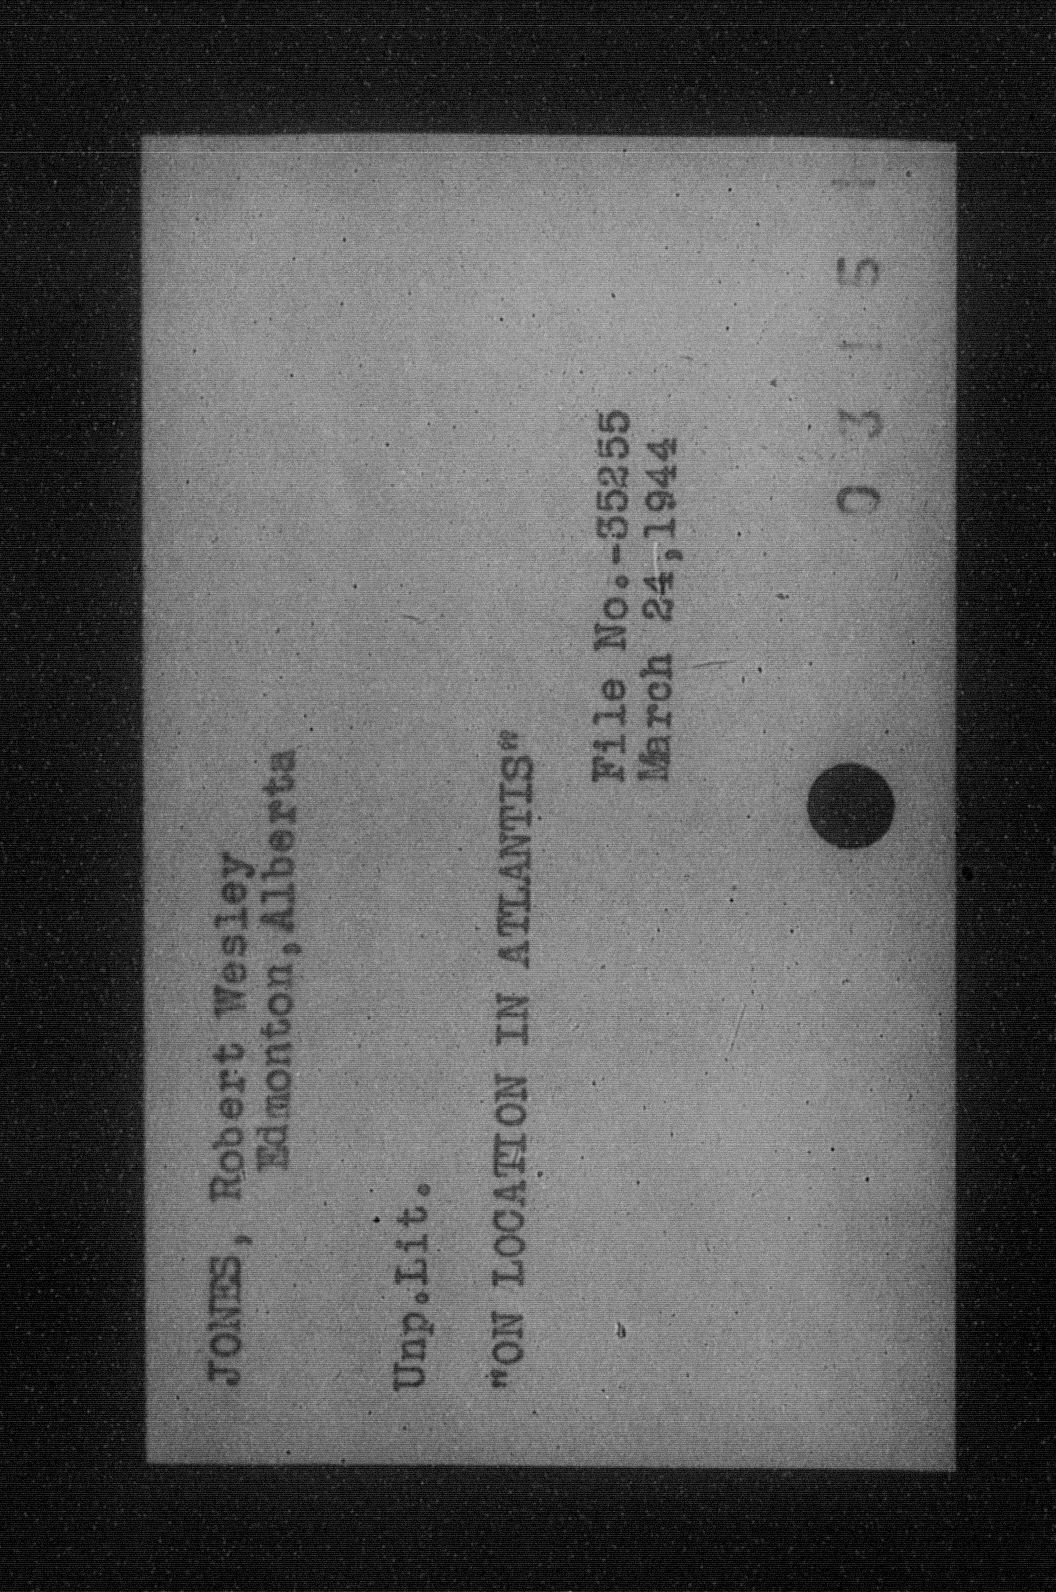 JONES, Robert Wesley
Edmonton,Alberta
Unp.Lit.
"ON LOCATION IN ATLANTIS"
File No.-35255
March 24,1944
0 3 1 5 1